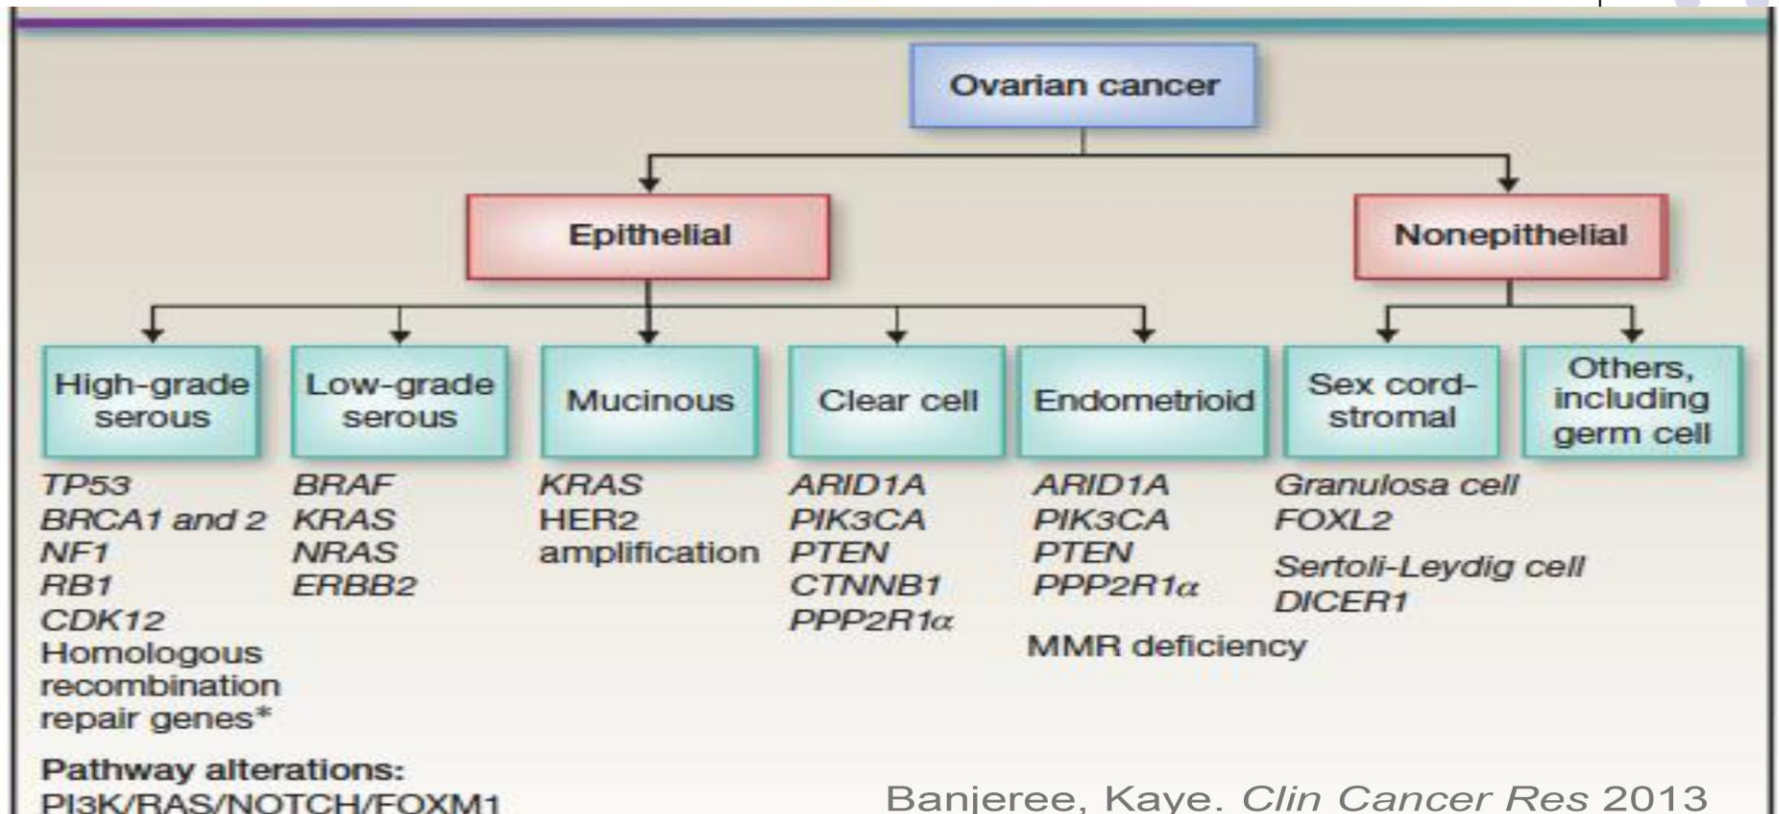 Ovarian cancer
Epithelial
Nonepithelial
High-grade
serous
Low-grade
serous
Mucinous
Clear cell
Endometrioid
Sex cord-
stromal
Others,
including
germ cell
TP53
BRCA1 and 2
NF1
RB1
CDK12
Homologous
recombination
repair genes*
BRAF
KRAS
NRAS
ERBB2
KRAS
HER2
amplification
ARID1A
PIK3CA
PTEN
CTNNB1
PPP2R1α
ARID1A
PIK3CA
PTEN
PPP2R1α
MMR deficiency
Granulosa cell
FOXL2
Sertoli-Leydig cell
DICER1
Pathway alterations:
PI3K/RAS/NOTCH/FOXM1
Banjeree, Kaye. Clin Cancer Res 2013